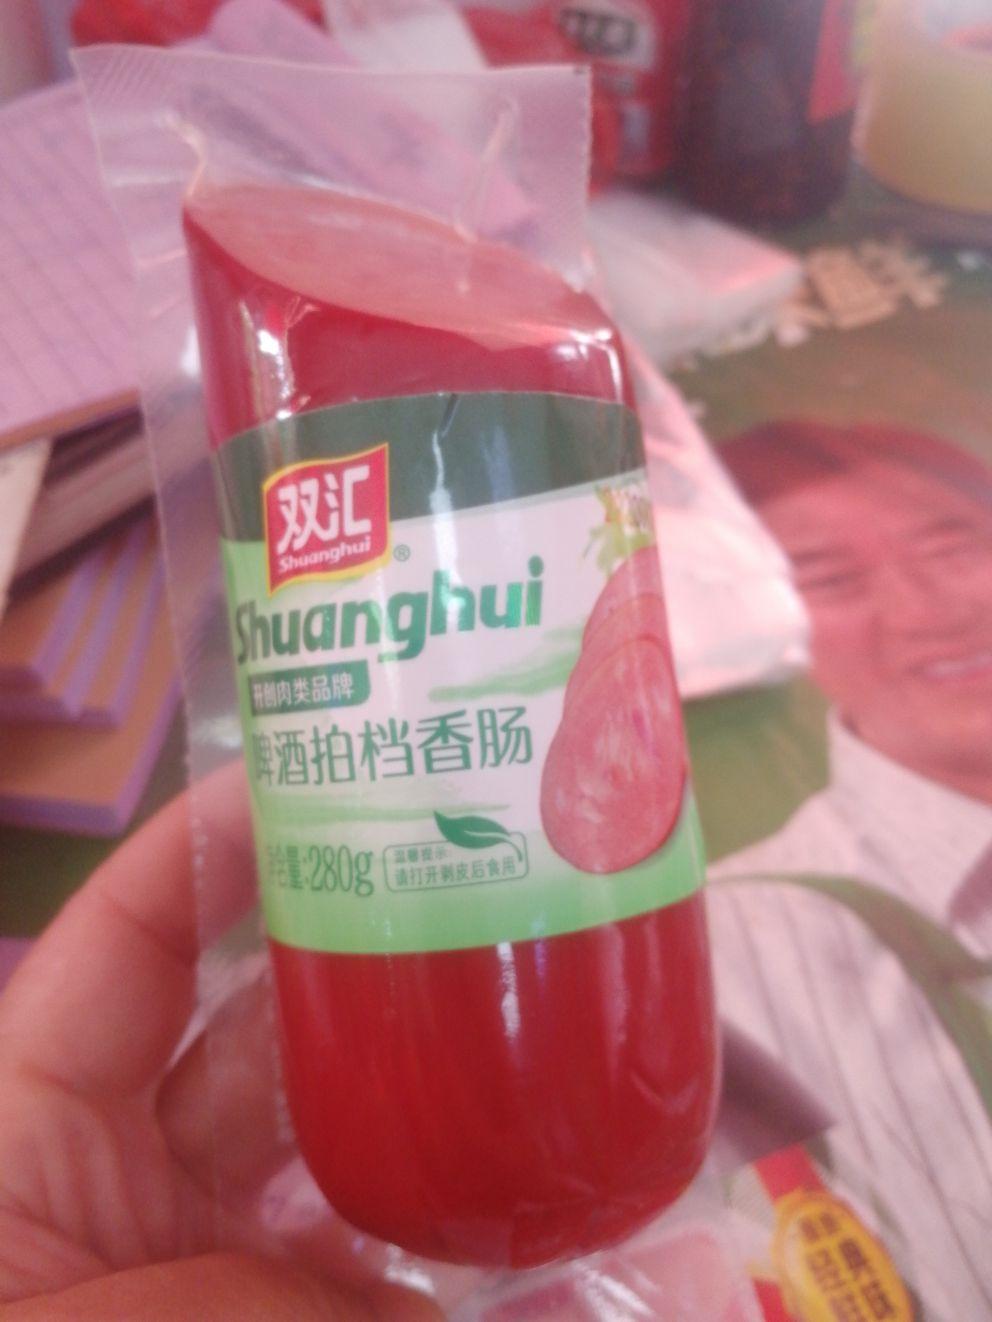 双汇
Shuanghui
®
Shuanghui
开创肉类品牌
啤酒拍档香肠
净含量:280g
温馨提示:
请打开剥皮后食用